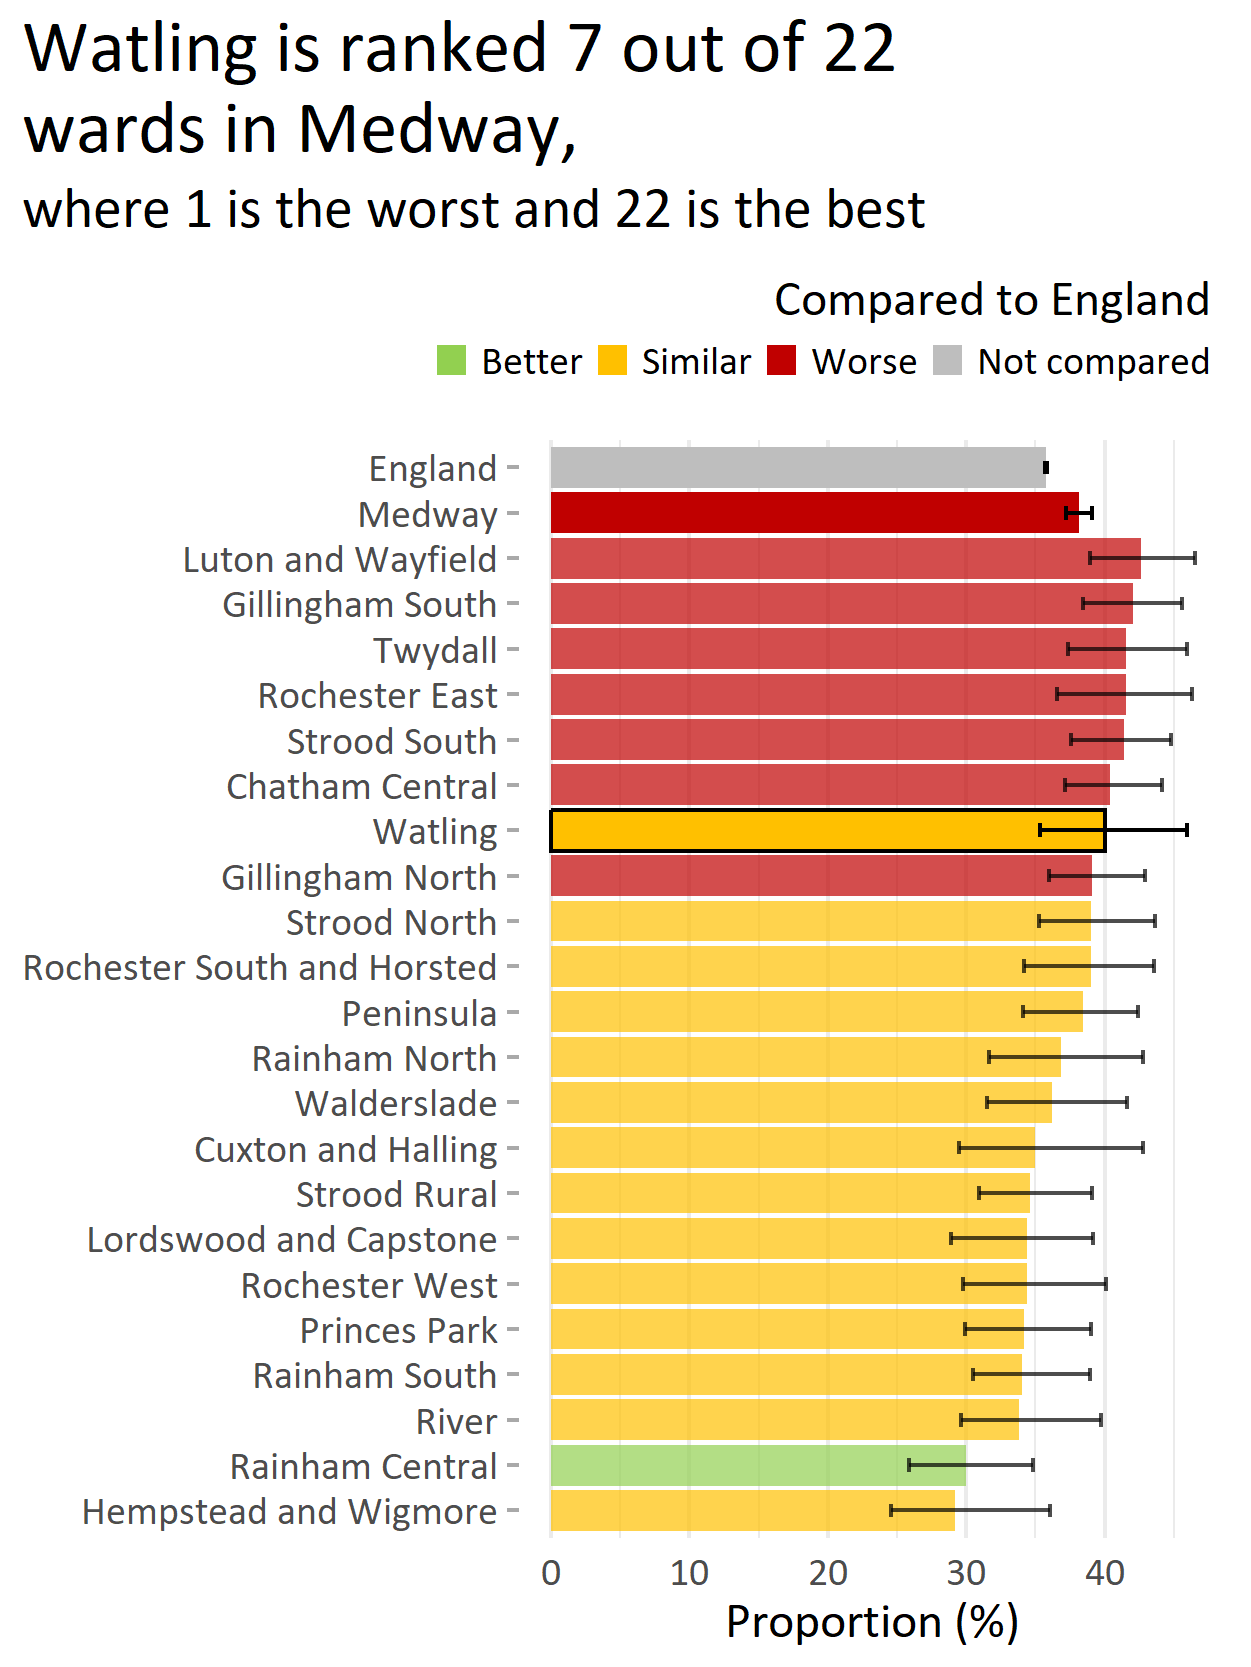 Watling is ranked 7 out of 22
wards in Medway,
where 1 is the worst and 22 is the best
Compared to England
Better Similar Worse Not compared
England
Medway
Luton and Wayfield
Gillingham South
Twydall
Rochester East
Strood South
Chatham Central
Watling
Gillingham North
Strood North
Rochester South and Horsted
Peninsula
Rainham North
Walderslade
Cuxton and Halling
Strood Rural
Lordswood and Capstone
Rochester West
Princes Park
Rainham South
River
Rainham Central
Hempstead and Wigmore
0 10 20 30 40
Proportion (%)